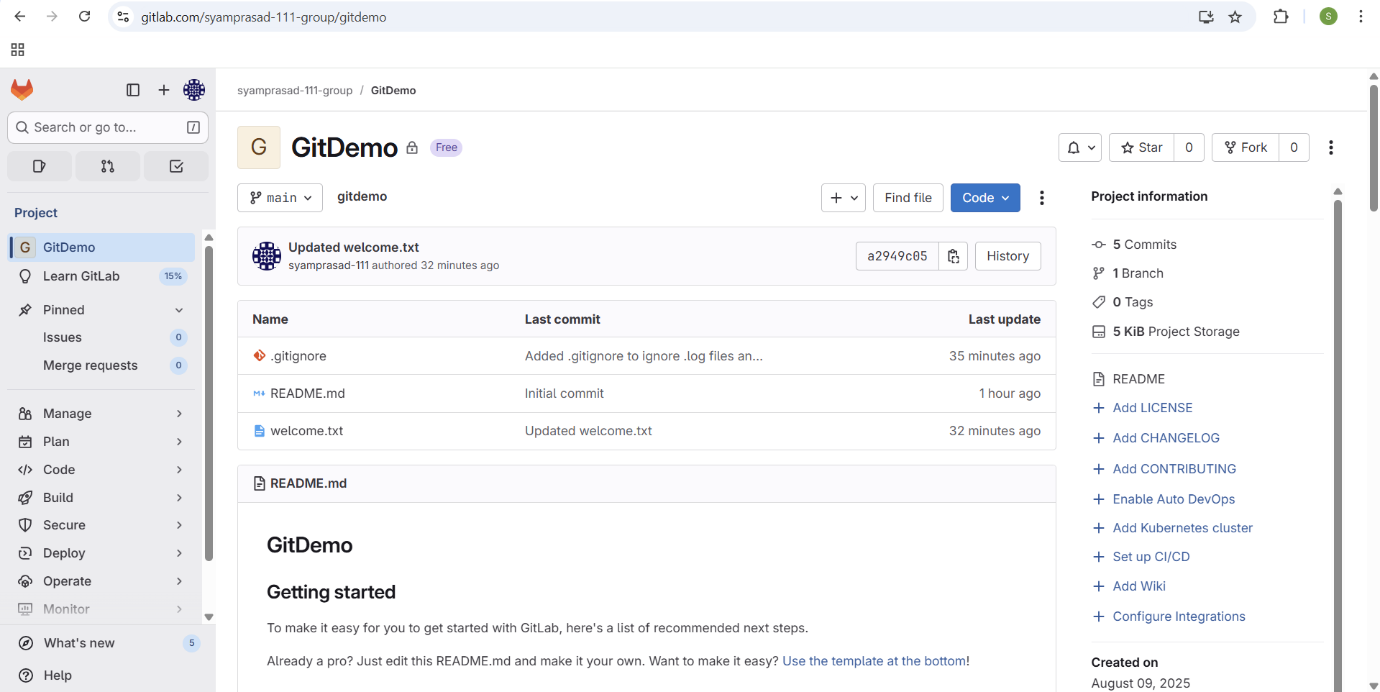 gitlab.com/syamprasad-111-group/gitdemo
S
syamprasad-111-group / GitDemo
Search or go to... /
G GitDemo Free
Star 0
Fork 0
main
gitdemo
Find file
Code
Project
G GitDemo
Learn GitLab 15%
Pinned
Issues 0
Merge requests 0
Manage
Plan
Code
Build
Secure
Deploy
Operate
Monitor
What's new 5
Help
Updated welcome.txt
syamprasad-111 authored 32 minutes ago
a2949c05
History
Name Last commit Last update
.gitignore Added .gitignore to ignore .log files an... 35 minutes ago
README.md Initial commit 1 hour ago
welcome.txt Updated welcome.txt 32 minutes ago
README.md
GitDemo
Getting started
To make it easy for you to get started with GitLab, here's a list of recommended next steps.
Already a pro? Just edit this README.md and make it your own. Want to make it easy? Use the template at the bottom!
Project information
5 Commits
1 Branch
0 Tags
5 KiB Project Storage
README
+ Add LICENSE
+ Add CHANGELOG
+ Add CONTRIBUTING
+ Enable Auto DevOps
+ Add Kubernetes cluster
+ Set up CI/CD
+ Add Wiki
+ Configure Integrations
Created on
August 09, 2025